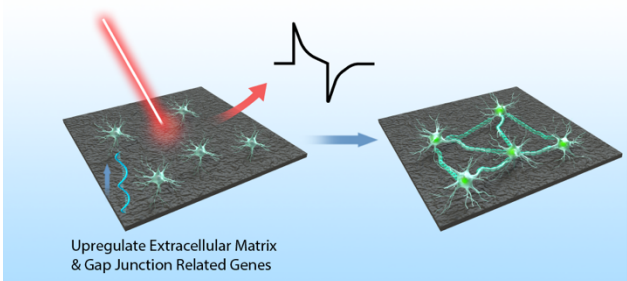 Upregulate Extracellular Matrix
& Gap Junction Related Genes